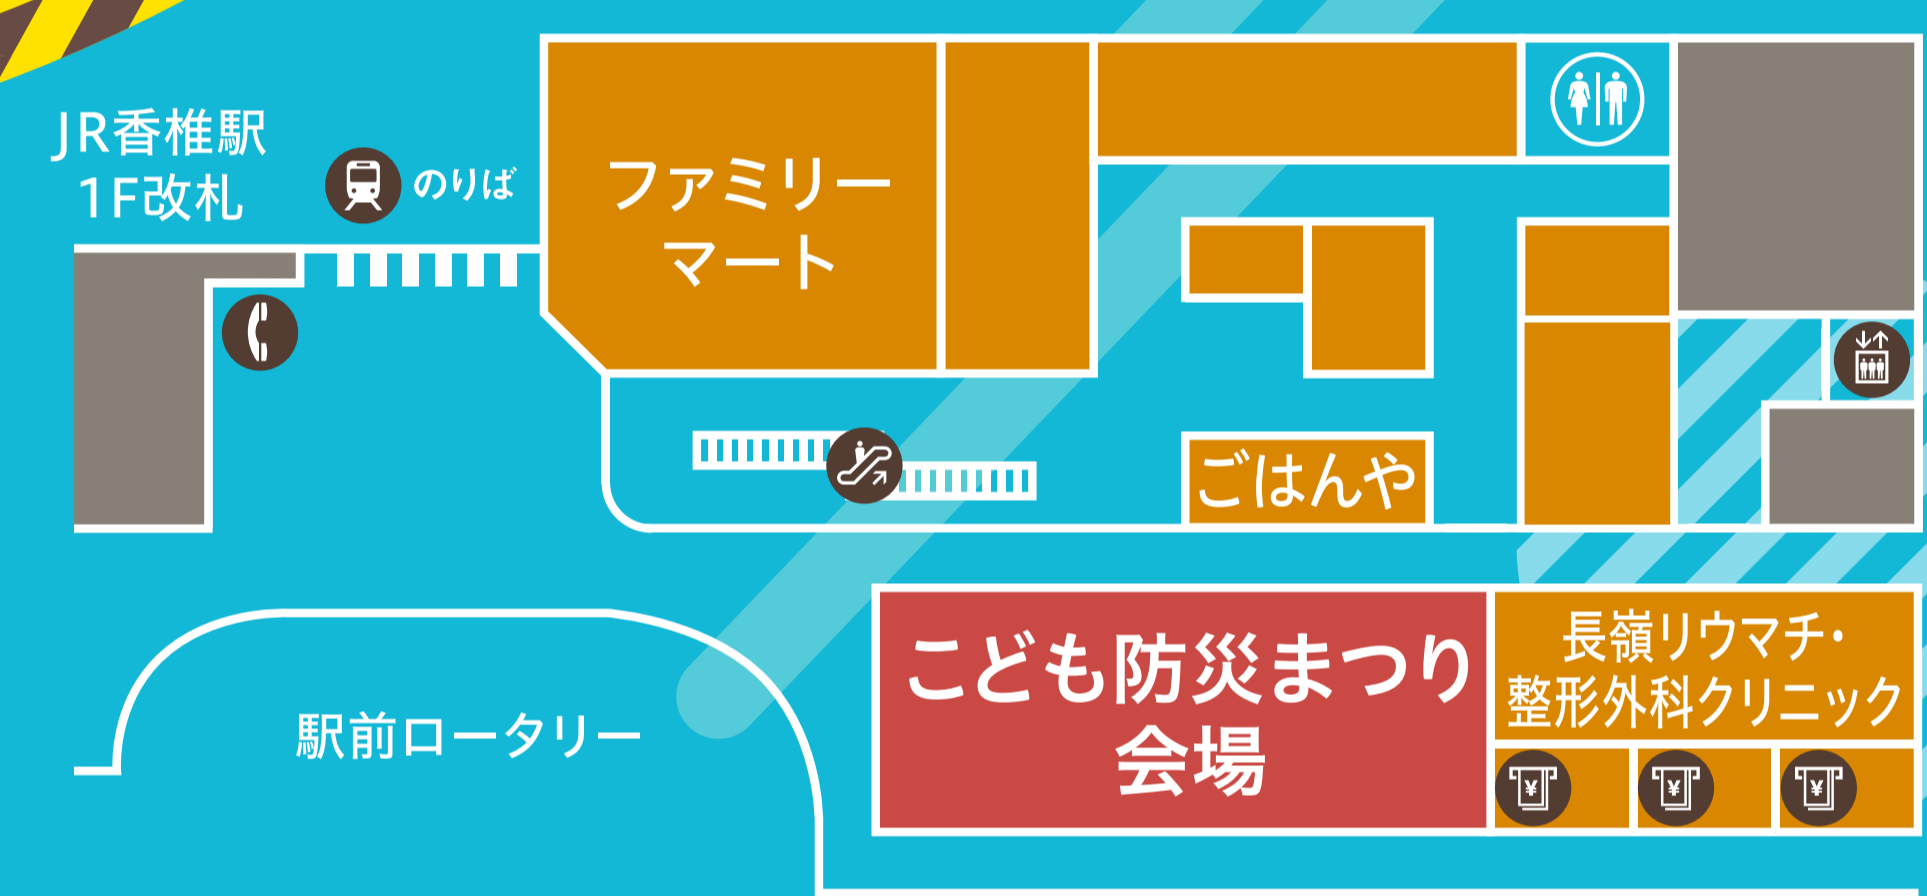 JR香椎駅
1F改札
のりば
ファミリー
マート
ごはんや
こども防災まつり
会場
長嶺リウマチ・
整形外科クリニック
駅前ロータリー
¥
¥
¥